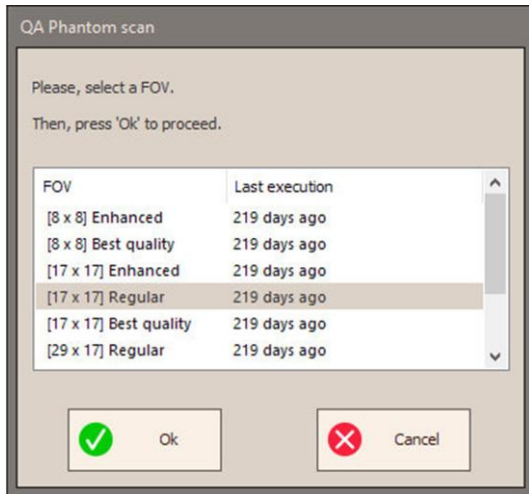 QA Phantom scan
Please, select a FOV.
Then, press 'Ok' to proceed.
FOV Last execution
[8 x 8] Enhanced 219 days ago
[8 x 8] Best quality 219 days ago
[17 x 17] Enhanced 219 days ago
[17 x 17] Regular 219 days ago
[17 x 17] Best quality 219 days ago
[29 x 17] Regular 219 days ago
Ok Cancel